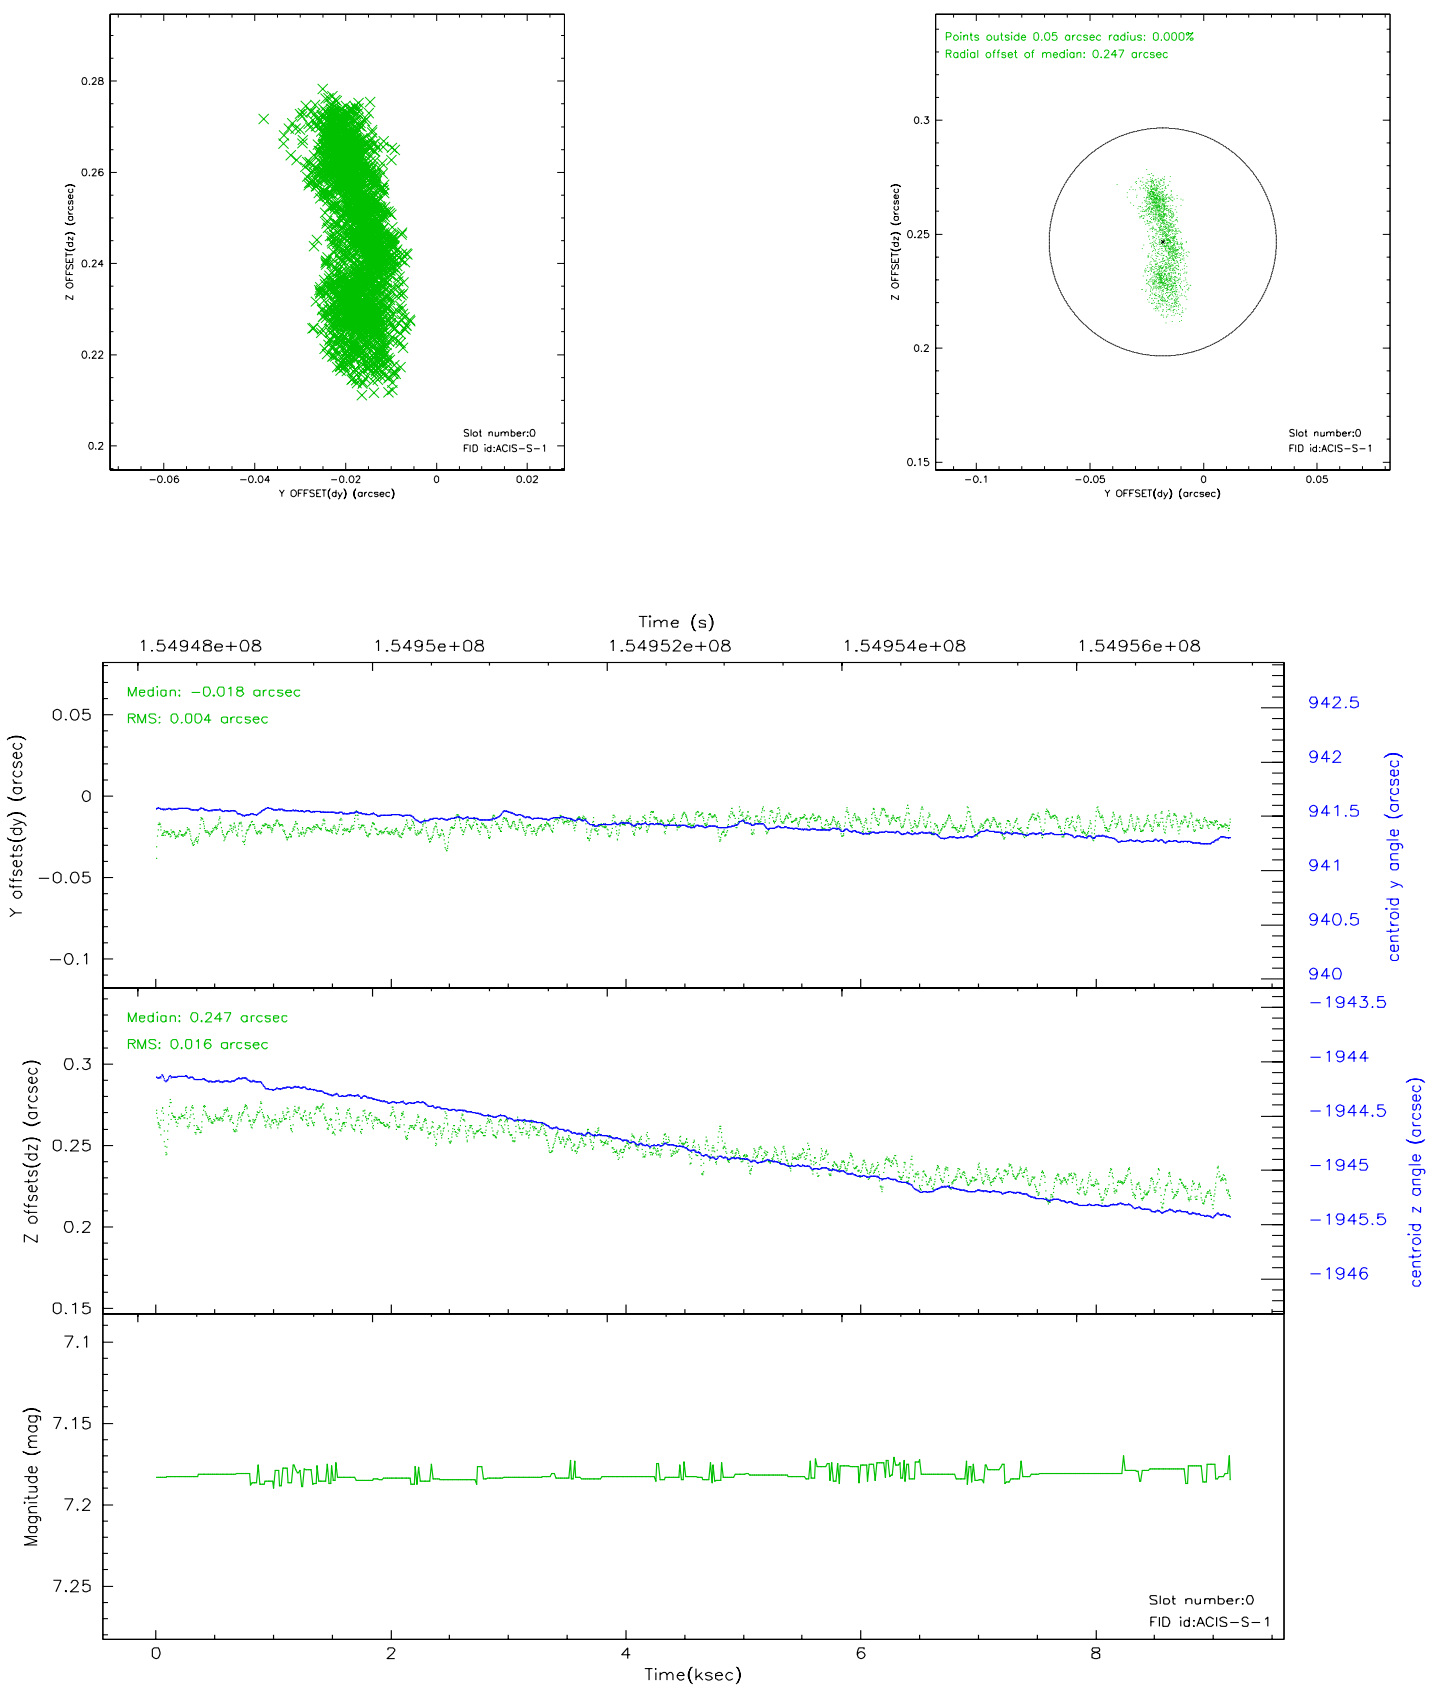 0.28
0.26
0.24
0.22
0.2
Z OFFSET(dz) (arcsec)
Slot number:0
FID id:ACIS-S-1
-0.06
-0.04
-0.02
0
0.02
Y OFFSET(dy) (arcsec)
Points outside 0.05 arcsec radius: 0.000%
Radial offset of median: 0.247 arcsec
0.3
0.25
0.2
0.15
Z OFFSET(dz) (arcsec)
Slot number:0
FID id:ACIS-S-1
-0.1
-0.05
0
0.05
Y OFFSET(dy) (arcsec)
Time (s)
1.54948e+08
1.5495e+08
1.54952e+08
1.54954e+08
1.54956e+08
Median: -0.018 arcsec
RMS: 0.004 arcsec
0.05
0
-0.05
-0.1
Y offsets(dy) (arcsec)
942.5
942
941.5
941
940.5
940
centroid y angle (arcsec)
Median: 0.247 arcsec
RMS: 0.016 arcsec
0.3
0.25
0.2
0.15
Z offsets(dz) (arcsec)
-1943.5
-1944
-1944.5
-1945
-1945.5
-1946
centroid z angle (arcsec)
7.1
7.15
7.2
7.25
Magnitude (mag)
Slot number:0
FID id:ACIS-S-1
0
2
4
6
8
Time(ksec)